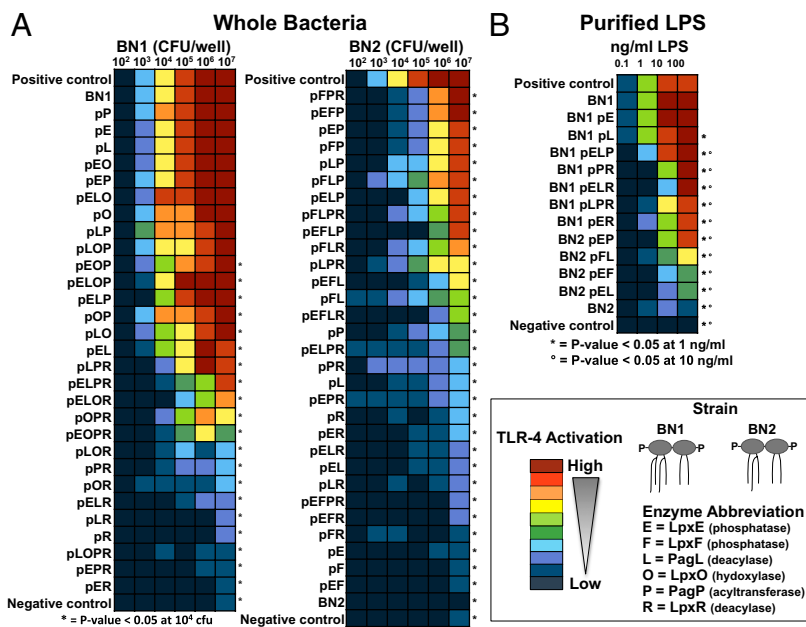 A
Whole Bacteria
BN1 (CFU/well)
10² 10³ 10⁴ 10⁵ 10⁶ 10⁷
Positive control
BN1
pP
pE
pL
pEO
pEP
pELO
pO
pLP
pLOP
pEOP *
pELOP *
pELP *
pOP *
pLO *
pEL *
pLPR *
pELPR *
pELOR *
pOPR *
pEOPR *
pLOR *
pPR *
pOR *
pELR *
pLR *
pR *
pLOPR *
pEPR *
pER *
Negative control *
* = P-value < 0.05 at 10⁴ cfu
BN2 (CFU/well)
10² 10³ 10⁴ 10⁵ 10⁶ 10⁷
Positive control
pFPR *
pEFP *
pEP *
pFP *
pLP *
pFLP *
pELP *
pFLPR *
pEFLP *
pFLR *
pLPR *
pEFL *
pFL *
pEFLR *
pP *
pELPR *
pPR *
pL *
pEPR *
pR *
pER *
pELR *
pEL *
pLR *
pEFPR *
pEFR *
pFR *
pE *
pF *
pEF *
BN2 *
Negative control *
B
Purified LPS
ng/ml LPS
0.1 1 10 100
Positive control
BN1
BN1 pE
BN1 pL *
BN1 pELP *°
BN1 pPR *°
BN1 pELR *°
BN1 pLPR *°
BN1 pER *°
BN2 pEP *°
BN2 pFL *°
BN2 pEF *°
BN2 pEL *°
BN2 *°
Negative control *°
* = P-value < 0.05 at 1 ng/ml
° = P-value < 0.05 at 10 ng/ml
TLR-4 Activation
High
Low
Strain
BN1 BN2
P P P
Enzyme Abbreviation
E = LpxE (phosphatase)
F = LpxF (phosphatase)
L = PagL (deacylase)
O = LpxO (hydoxylase)
P = PagP (acyltransferase)
R = LpxR (deacylase)